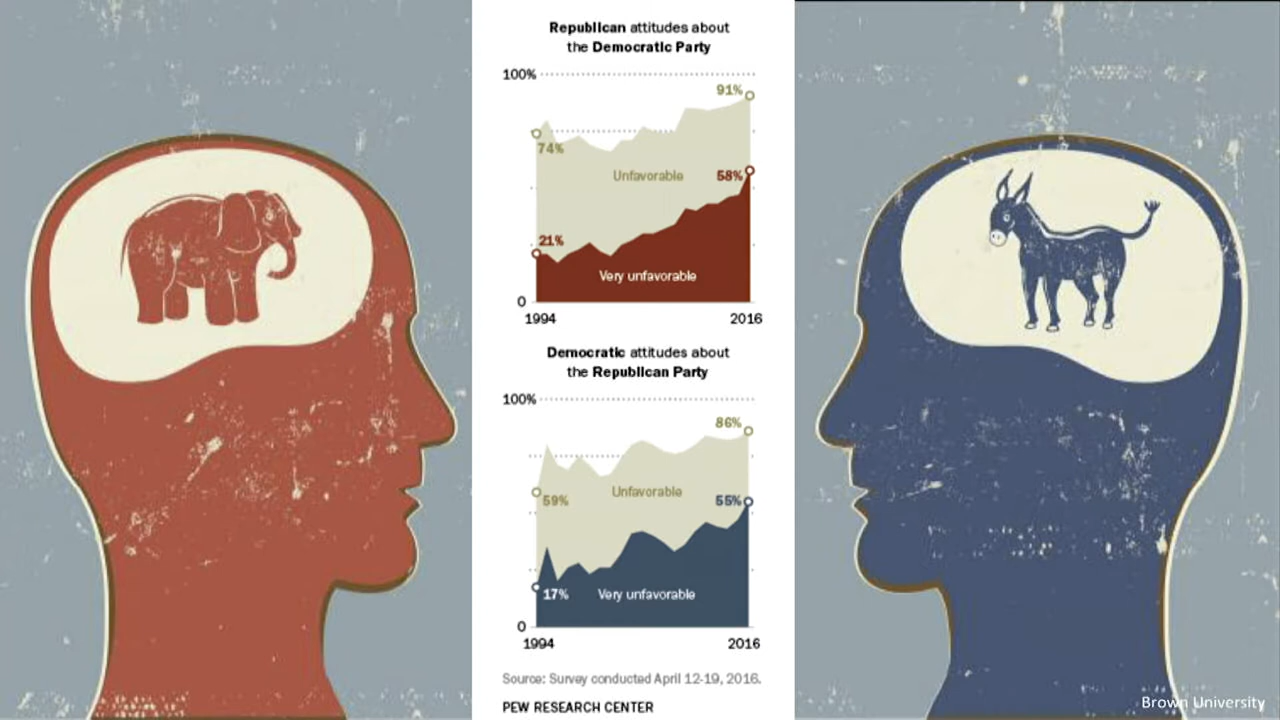 Republican attitudes about
the Democratic Party
100%
91%
74%
Unfavorable
58%
21%
Very unfavorable
0
1994
2016
Democratic attitudes about
the Republican Party
100%
86%
59%
Unfavorable
55%
17%
Very unfavorable
0
1994
2016
Source: Survey conducted April 12-19, 2016.
PEW RESEARCH CENTER
Brown University